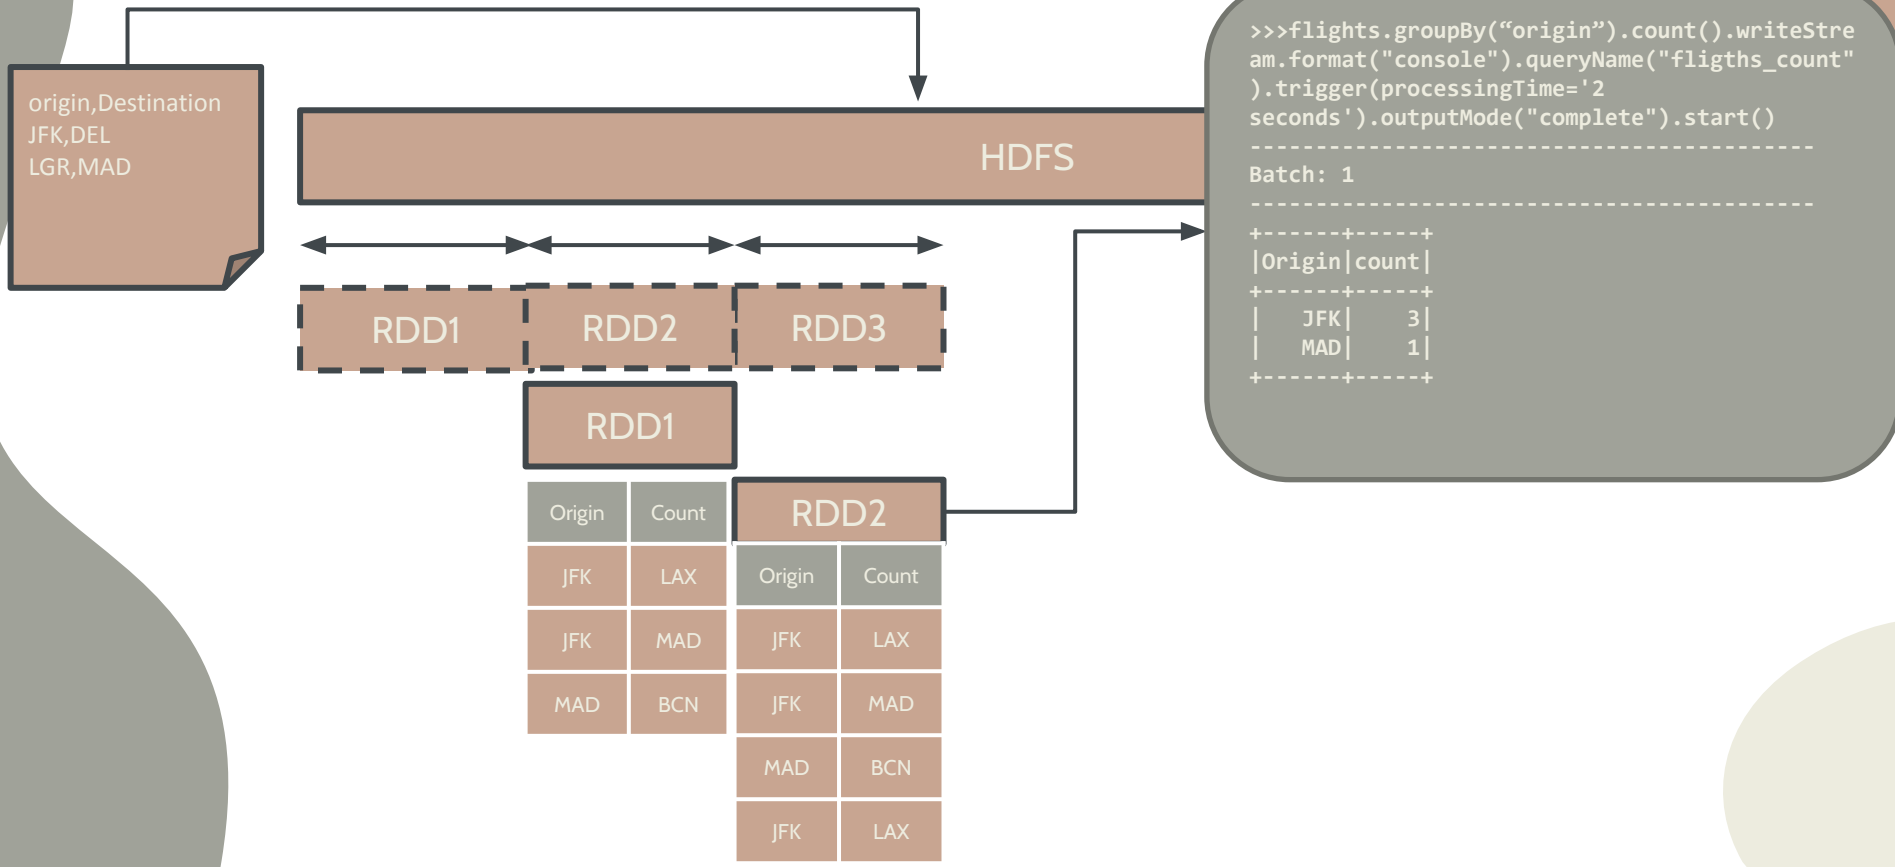 origin,Destination
JFK,DEL
LGR,MAD
HDFS
RDD1
RDD2
RDD3
RDD1
Origin Count
JFK LAX
JFK MAD
MAD BCN
RDD2
Origin Count
JFK LAX
JFK MAD
MAD BCN
JFK LAX
>>>flights.groupBy(“origin”).count().writeStre
am.format("console").queryName("fligths_count"
).trigger(processingTime='2
seconds').outputMode("complete").start()
-------------------------------------------
Batch: 1
-------------------------------------------
+------+-----+
|Origin|count|
+------+-----+
|   JFK|    3|
|   MAD|    1|
+------+-----+